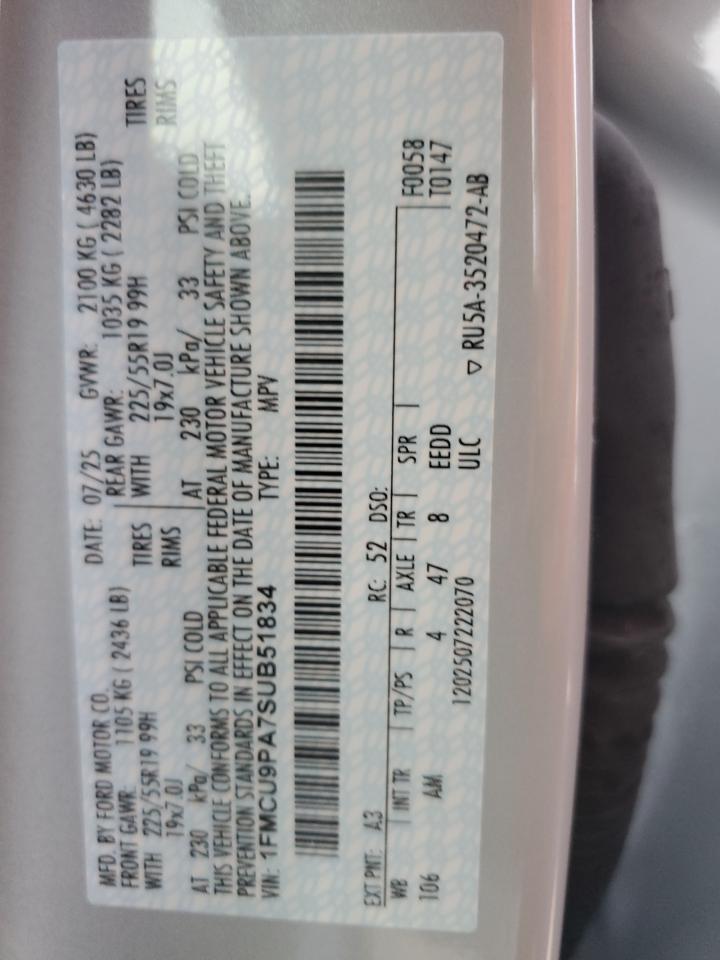 MFD. BY FORD MOTOR CO. DATE: 07/25 GVWR: 2100 KG ( 4630 LB)
FRONT GAWR: 1105 KG ( 2436 LB) REAR GAWR: 1035 KG ( 2282 LB)
WITH 225/55R19 99H TIRES WITH 225/55R19 99H TIRES
19x7.0J RIMS 19x7.0J RIMS
AT 230 kPa/ 33 PSI COLD AT 230 kPa/ 33 PSI COLD
THIS VEHICLE CONFORMS TO ALL APPLICABLE FEDERAL MOTOR VEHICLE SAFETY AND THEFT
PREVENTION STANDARDS IN EFFECT ON THE DATE OF MANUFACTURE SHOWN ABOVE.
VIN: 1FMCU9PA7SUB51834 TYPE: MPV
EXT PNT: A3 RC: 52 DSO:
WB INT TR TP/PS R AXLE TR SPR F0058
106 AM 4 47 8 EEDD T0147
1202507222070 ULC ▽ RU5A-3520472-AB